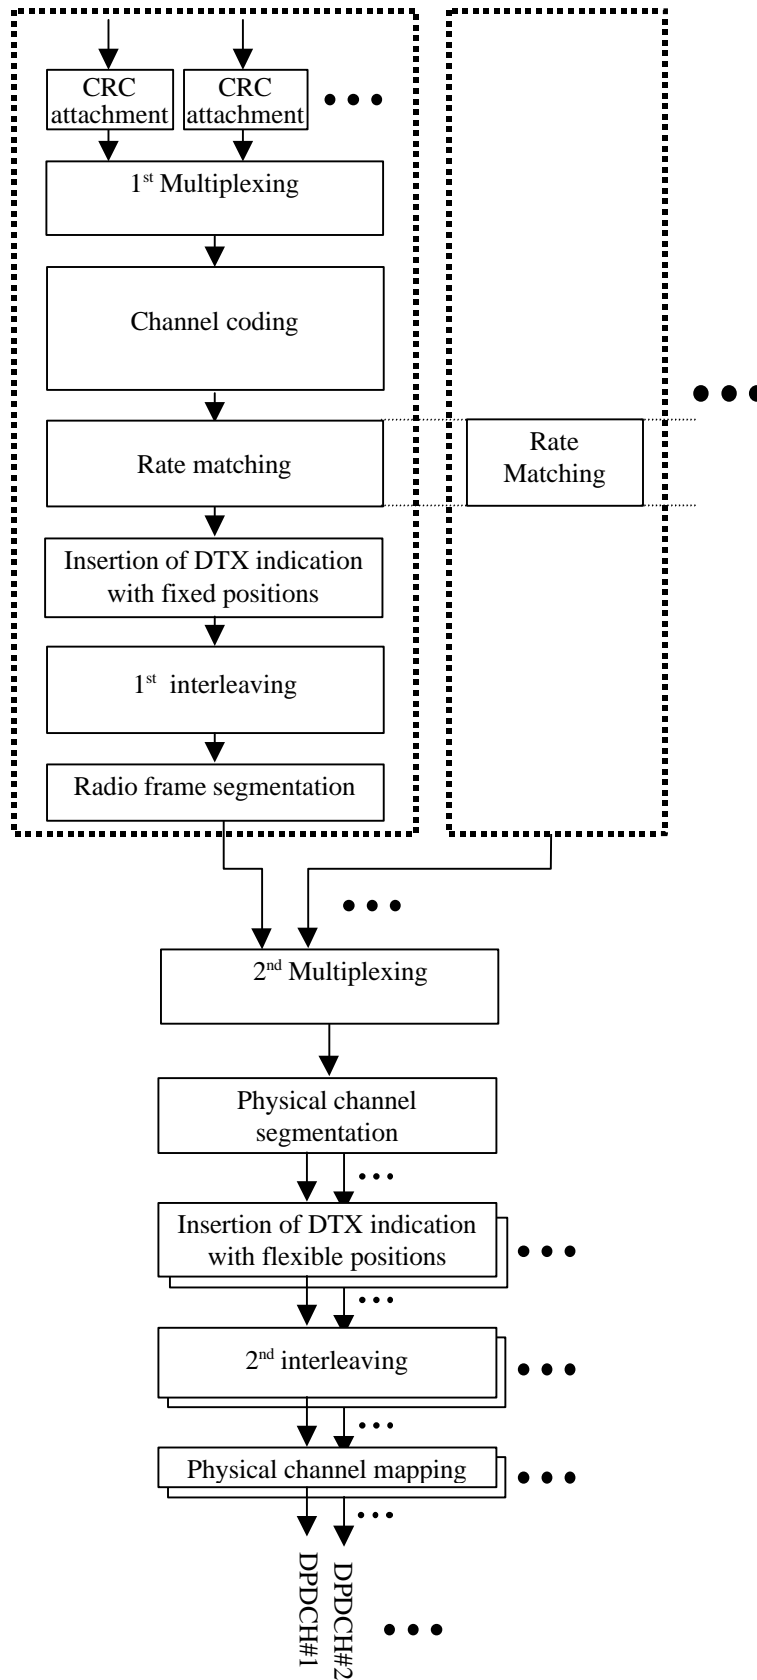 CRC
attachment
CRC
attachment
1st Multiplexing
Channel coding
Rate matching
Rate
Matching
Insertion of DTX indication
with fixed positions
1st interleaving
Radio frame segmentation
2nd Multiplexing
Physical channel
segmentation
Insertion of DTX indication
with flexible positions
2nd interleaving
Physical channel mapping
DPDCH#1
DPDCH#2